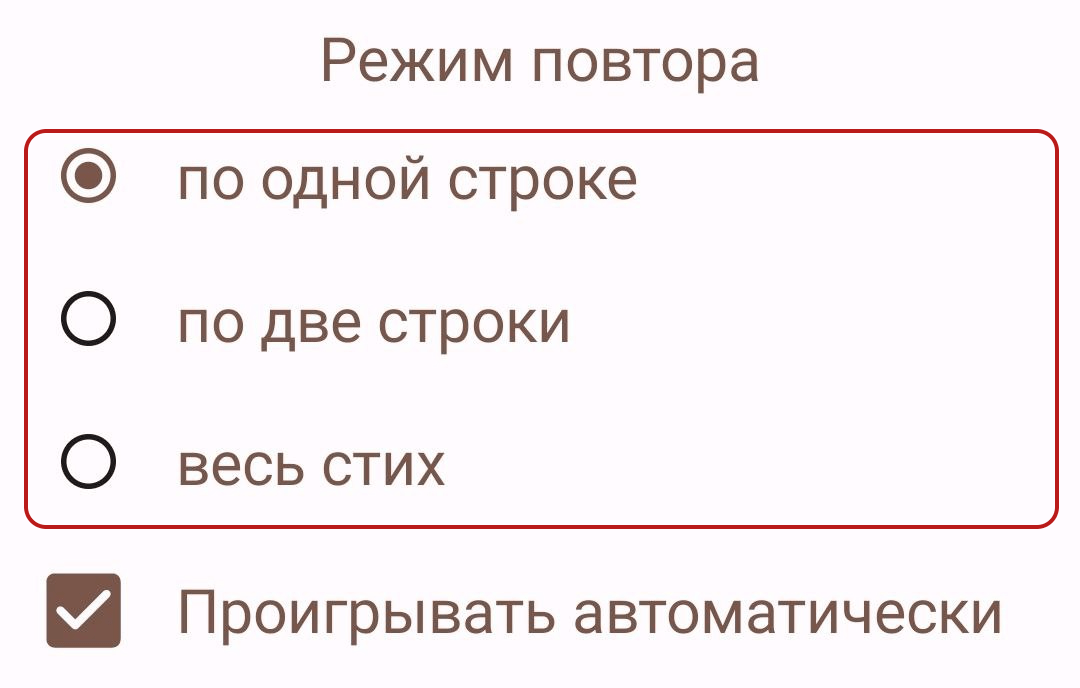 Режим повтора
по одной строке
по две строки
весь стих
Проигрывать автоматически